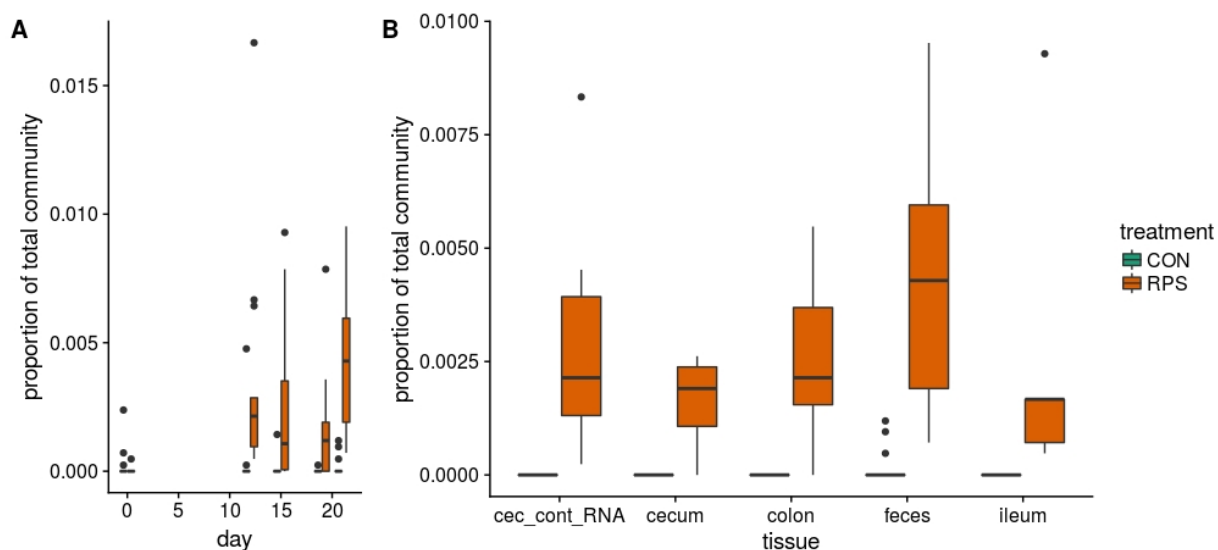 A
proportion of total community
0.015
0.010
0.005
0.000
0
5
10
15
20
day
B
proportion of total community
0.0100
0.0075
0.0050
0.0025
0.0000
cec_cont_RNA
cecum
colon
feces
ileum
tissue
treatment
CON
RPS